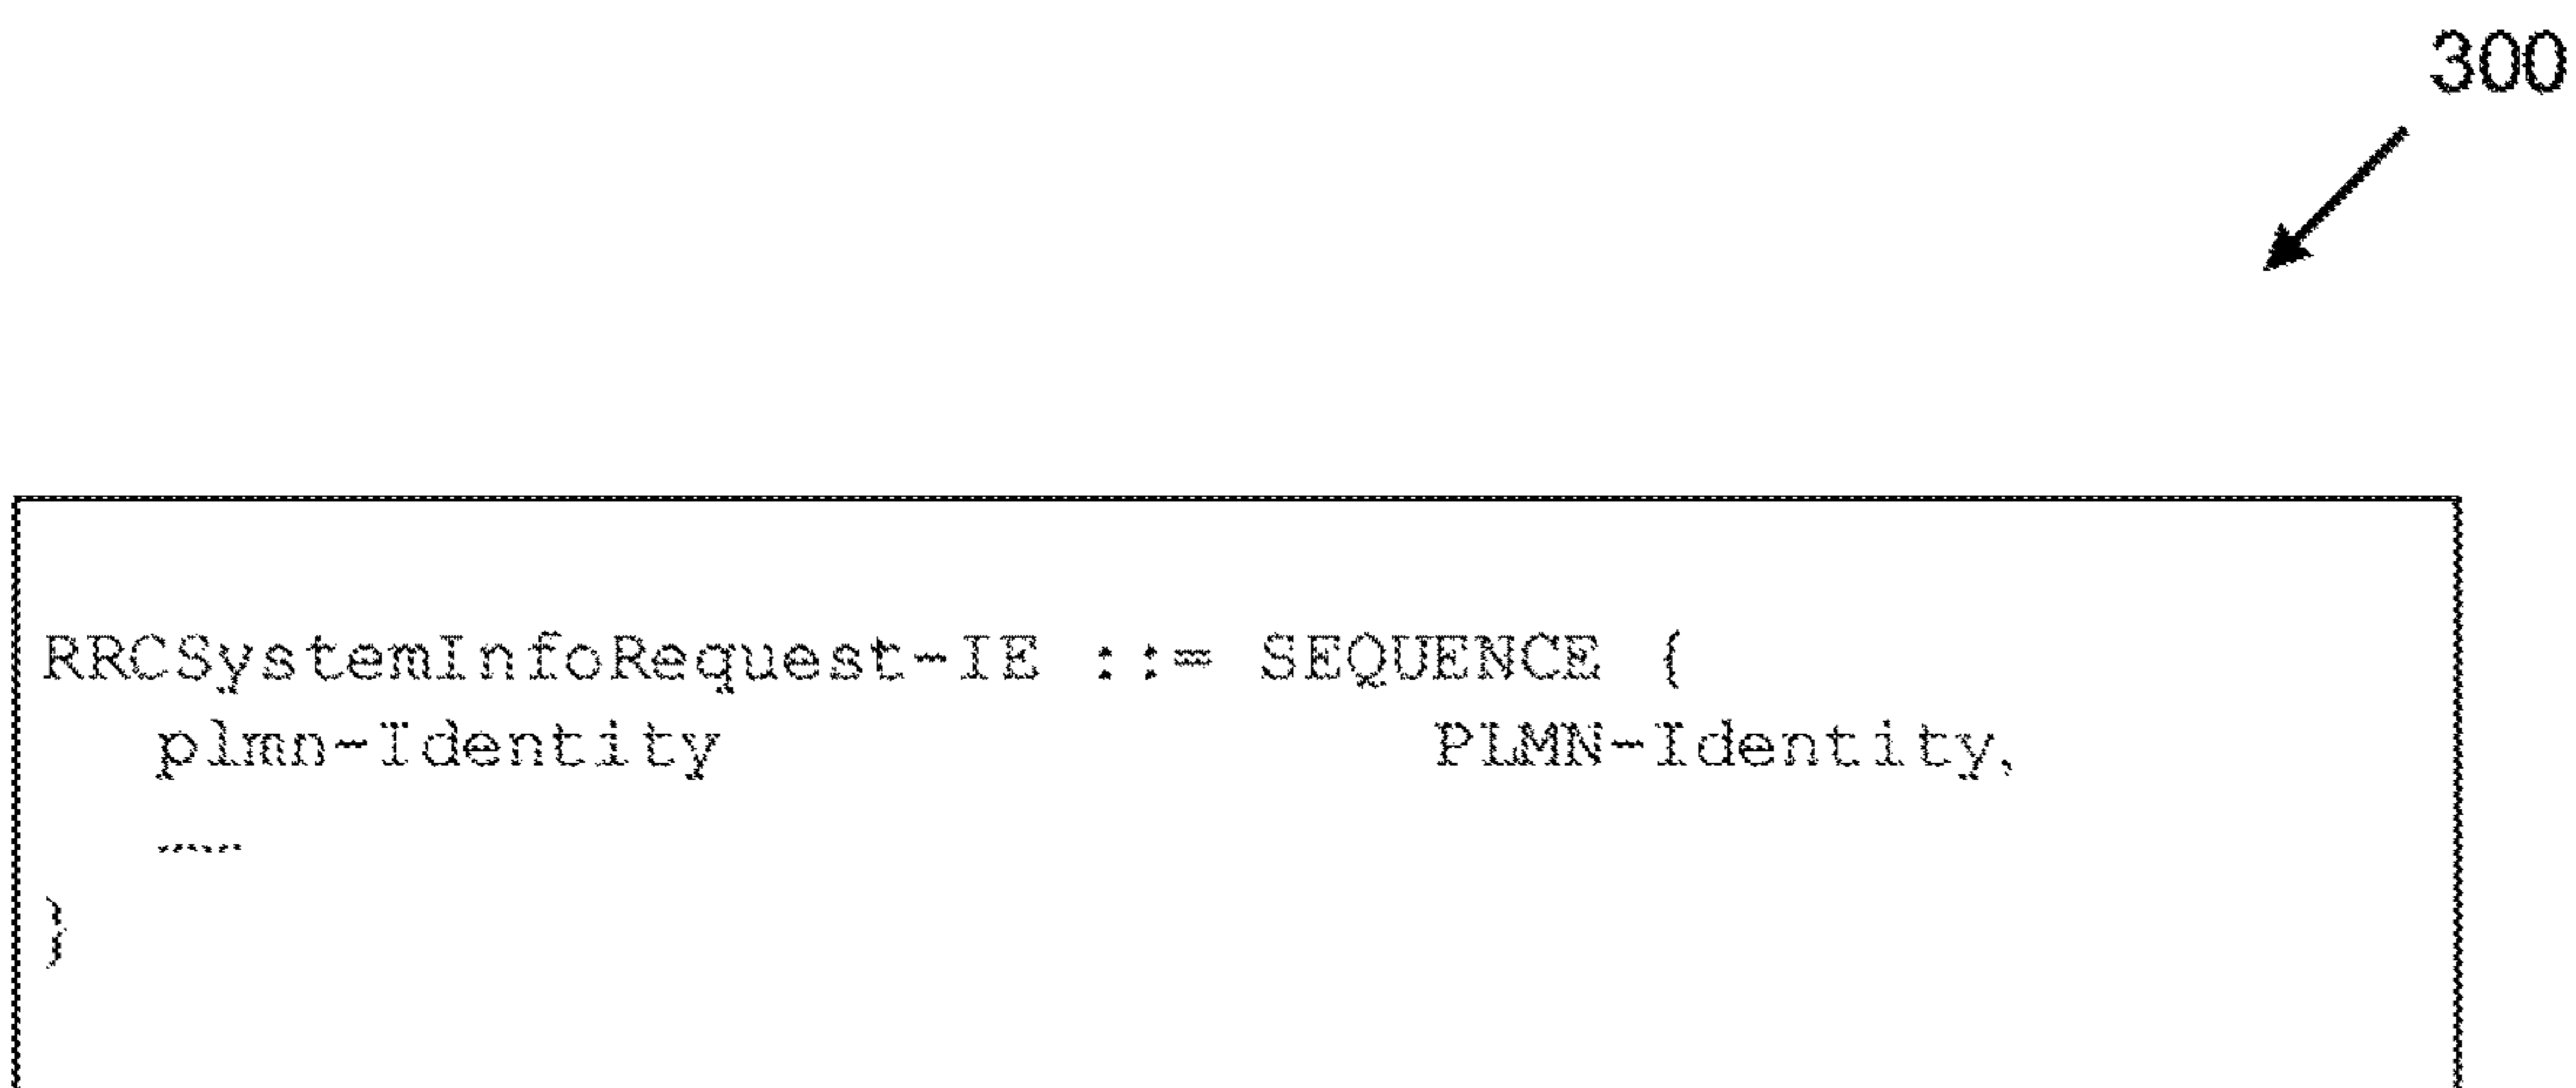 300
RRCSystemInfoRequest-IE ::= SEQUENCE {
plmn-Identity PLMN-Identity,
……
}